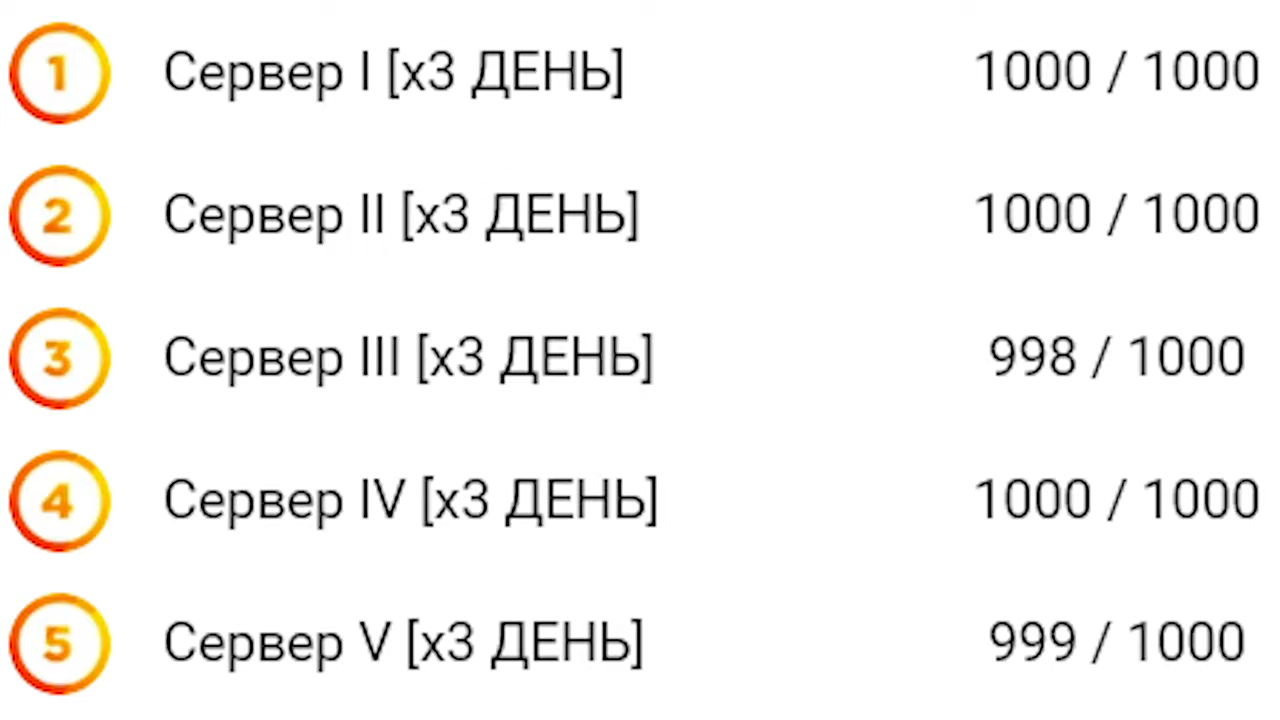 1 Сервер I [x3 ДЕНЬ] 1000 / 1000
2 Сервер II [x3 ДЕНЬ] 1000 / 1000
3 Сервер III [x3 ДЕНЬ] 998 / 1000
4 Сервер IV [x3 ДЕНЬ] 1000 / 1000
5 Сервер V [x3 ДЕНЬ] 999 / 1000